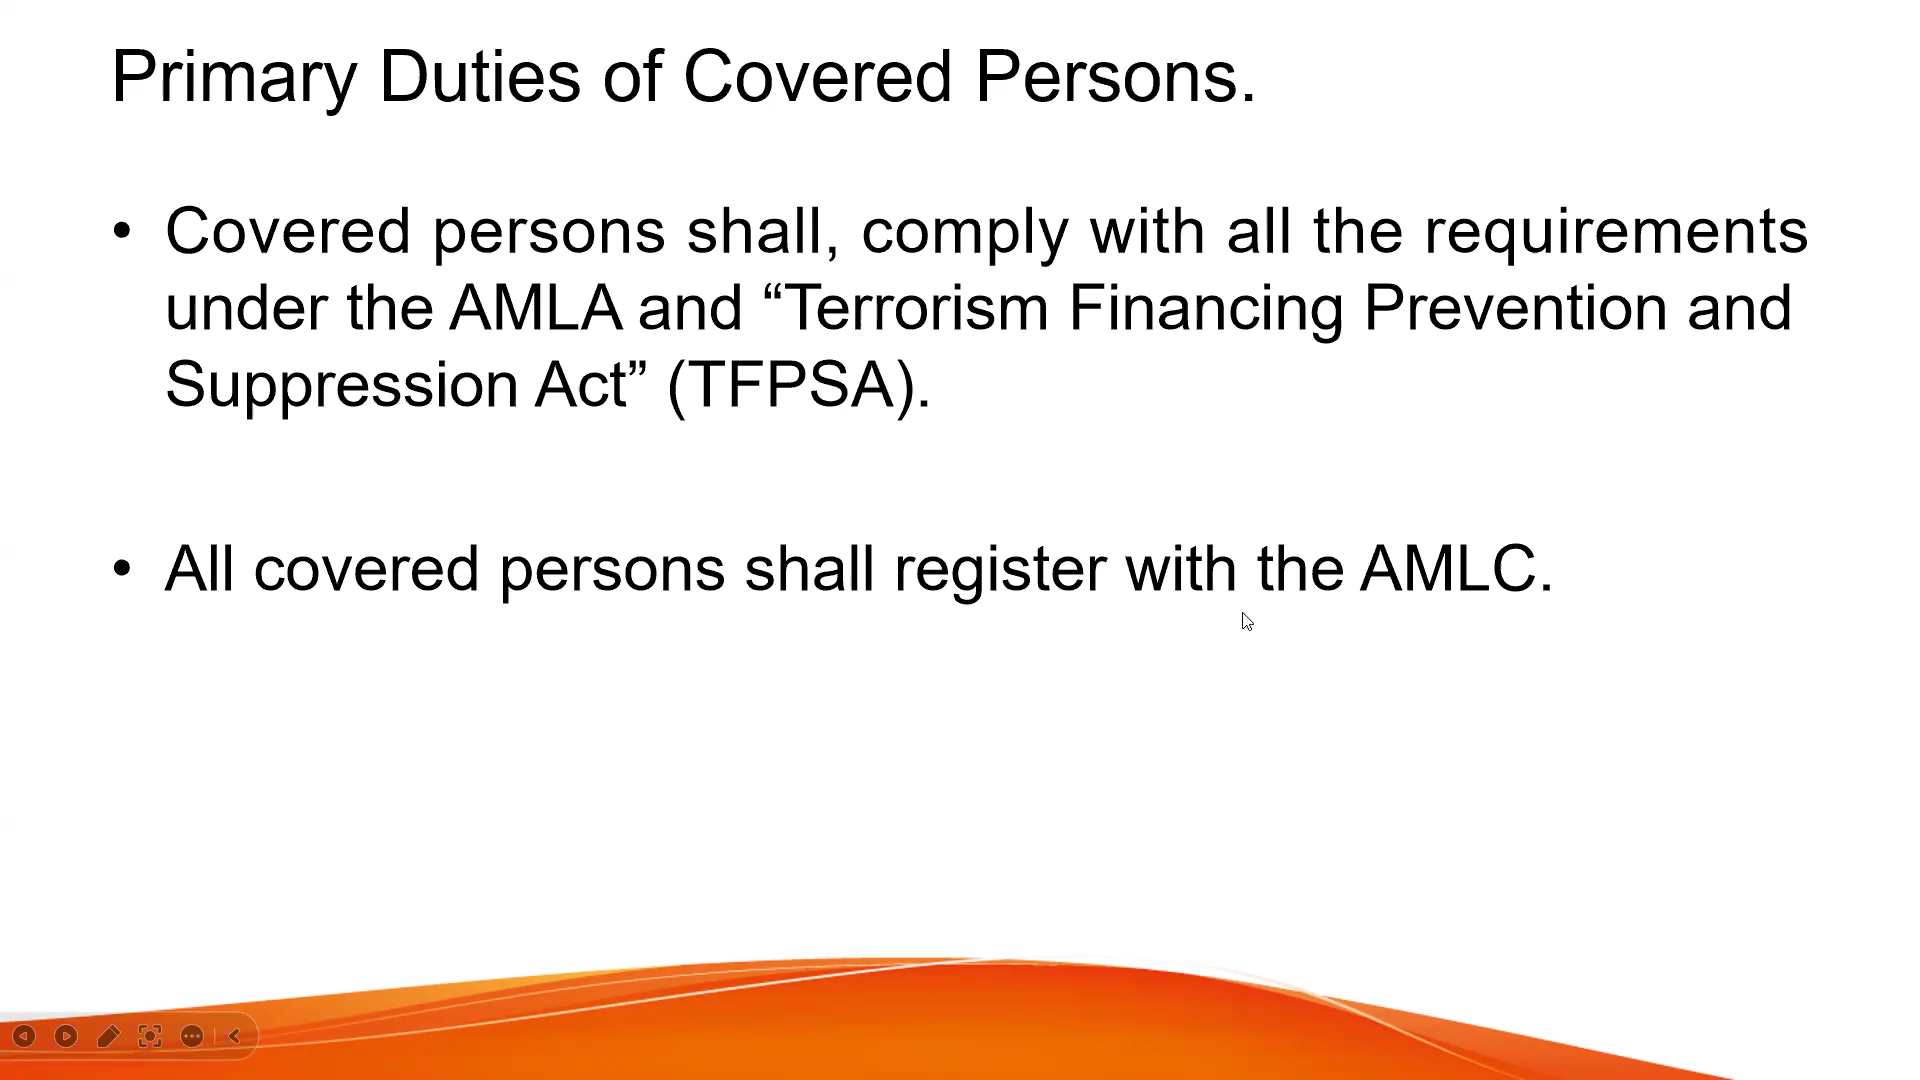 Primary Duties of Covered Persons.
• Covered persons shall, comply with all the requirements
under the AMLA and “Terrorism Financing Prevention and
Suppression Act” (TFPSA).
• All covered persons shall register with the AMLC.